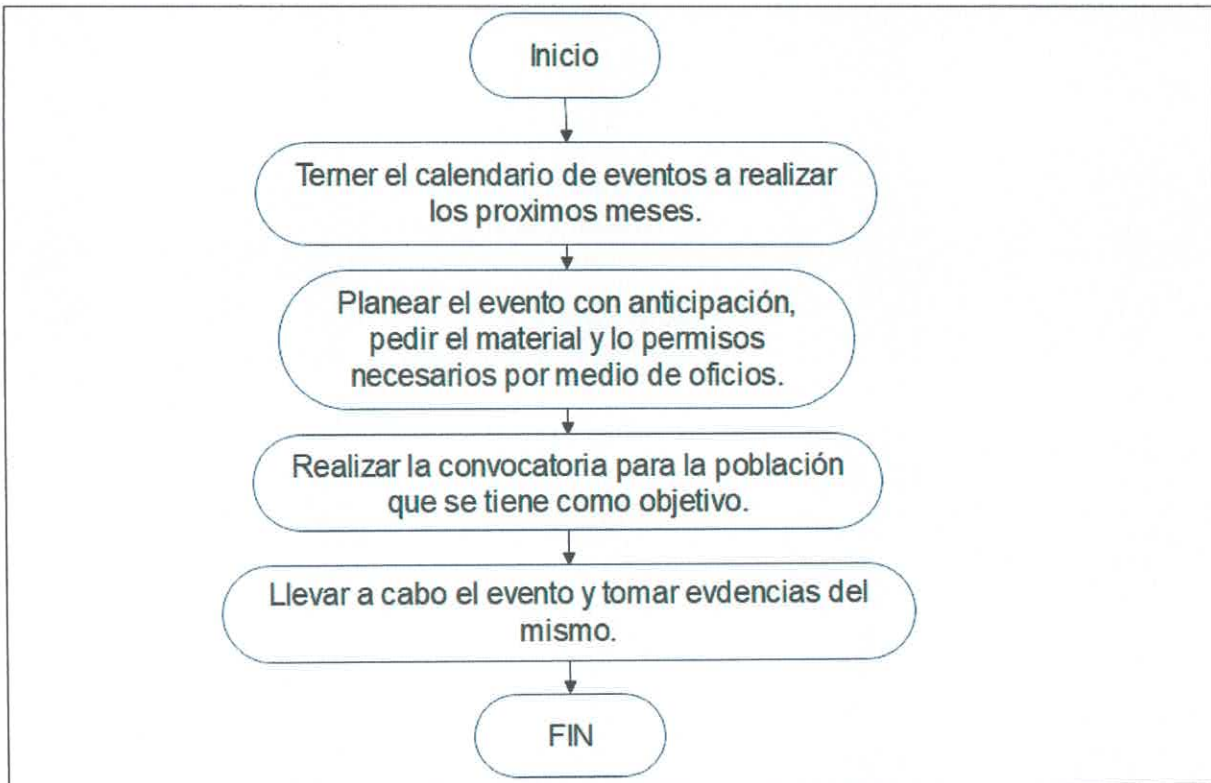 Inicio
Terner el calendario de eventos a realizar
los proximos meses.
Planear el evento con anticipación,
pedir el material y lo permisos
necesarios por medio de oficios.
Realizar la convocatoria para la población
que se tiene como objetivo.
Llevar a cabo el evento y tomar evdencias del
mismo.
FIN